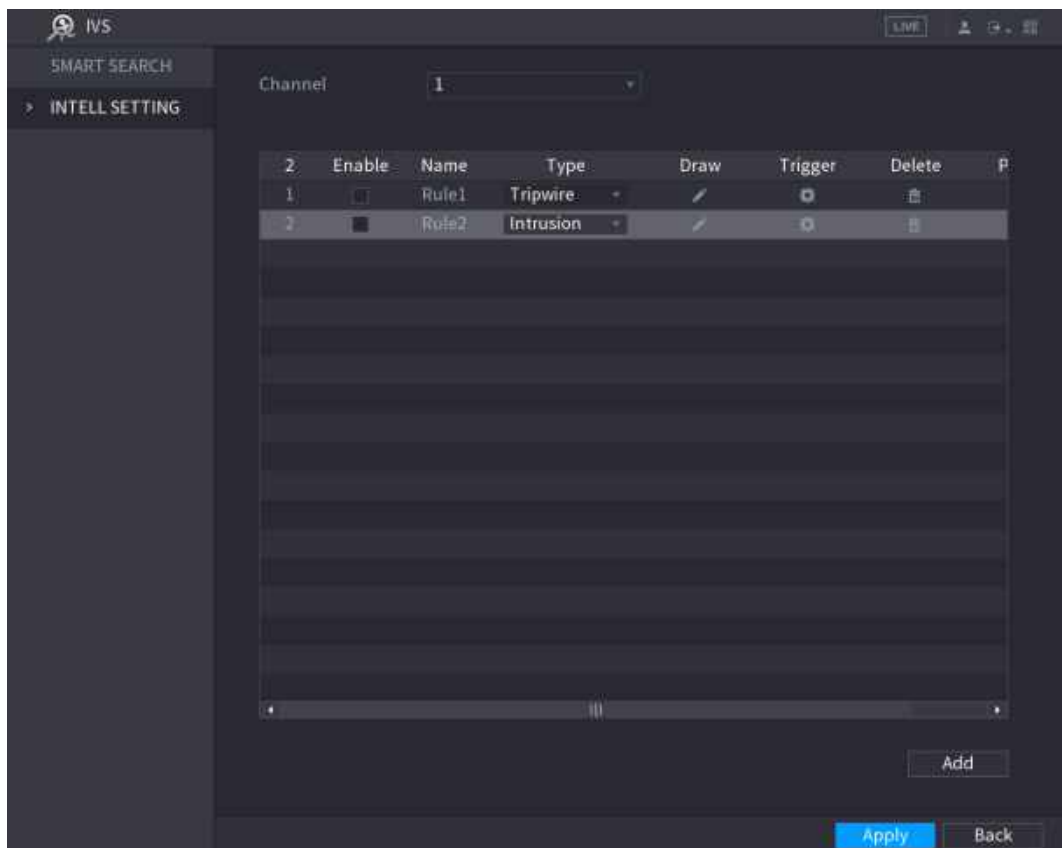 IVS
LIVE
SMART SEARCH
INTELL SETTING
Channel 1
2 Enable Name Type Draw Trigger Delete P
1 Rule1 Tripwire
2 Rule2 Intrusion
Add
Apply Back